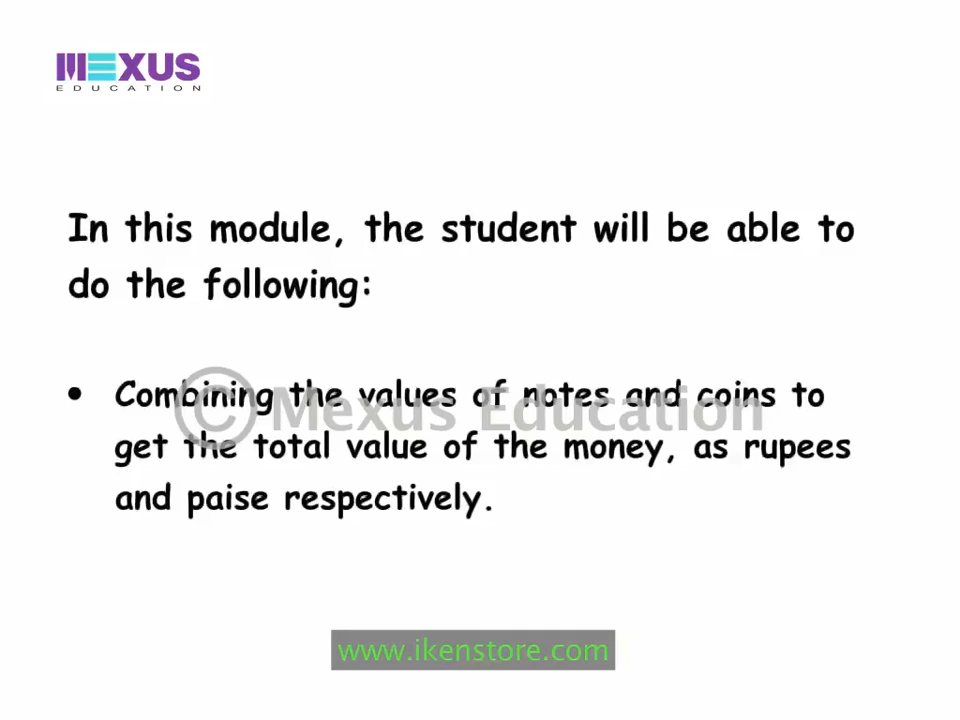 MEXUS
EDUCATION
In this module, the student will be able to
do the following:
• Combining the values of notes and coins to
© Mexus Education
get the total value of the money, as rupees
and paise respectively.
www.ikenstore.com